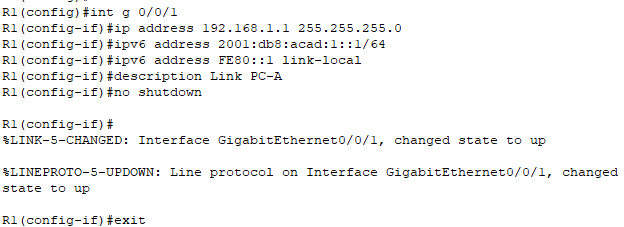 R1(config)#int g 0/0/1
R1(config-if)#ip address 192.168.1.1 255.255.255.0
R1(config-if)#ipv6 address 2001:db8:acad:1::1/64
R1(config-if)#ipv6 address FE80::1 link-local
R1(config-if)#description Link PC-A
R1(config-if)#no shutdown
R1(config-if)#
%LINK-5-CHANGED: Interface GigabitEthernet0/0/1, changed state to up
%LINEPROTO-5-UPDOWN: Line protocol on Interface GigabitEthernet0/0/1, changed
state to up
R1(config-if)#exit